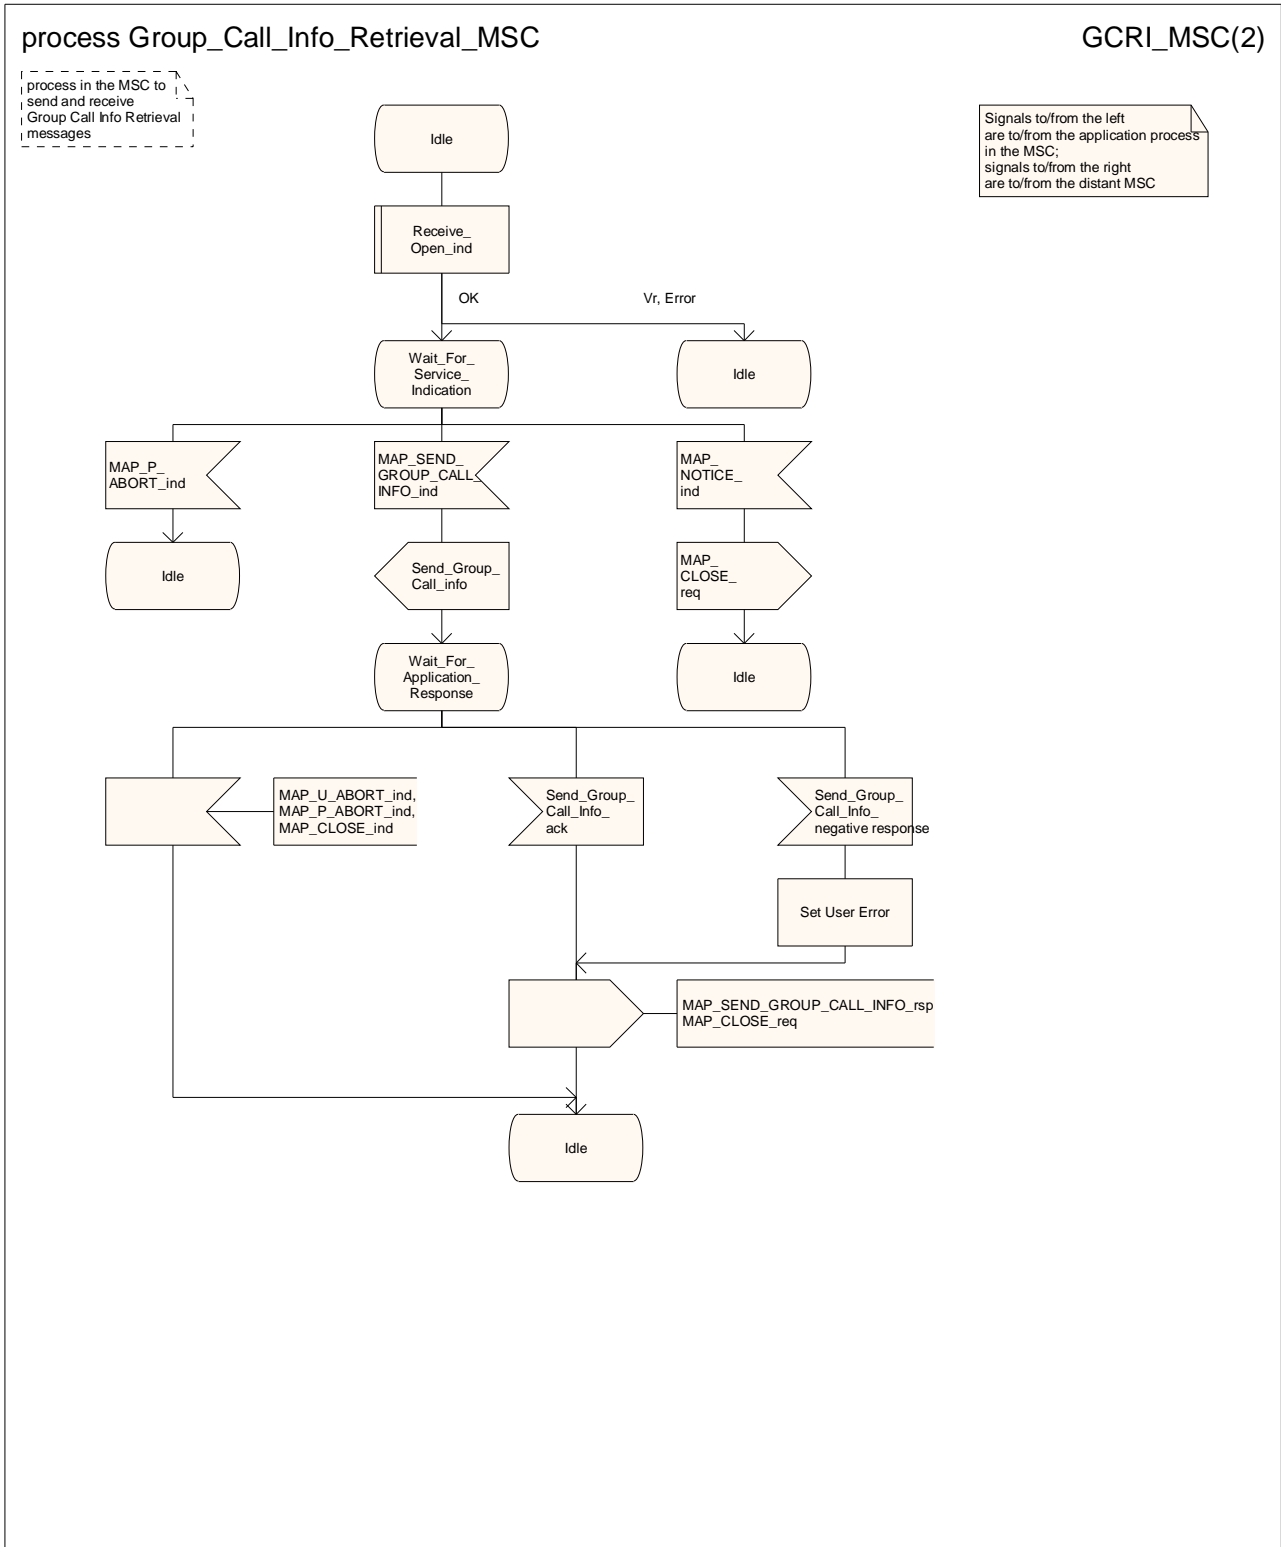 process Group_Call_Info_Retrieval_MSC
GCRI_MSC(2)
process in the MSC to
send and receive
Group Call Info Retrieval
messages
Signals to/from the left
are to/from the application process
in the MSC;
signals to/from the right
are to/from the distant MSC
Idle
Receive_
Open_ind
OK
Vr, Error
Wait_For_
Service_
Indication
Idle
MAP_P_
ABORT_ind
MAP_SEND_
GROUP_CALL_
INFO_ind
MAP_
NOTICE_
ind
Idle
Send_Group_
Call_info
MAP_
CLOSE_
req
Wait_For_
Application_
Response
Idle
MAP_U_ABORT_ind,
MAP_P_ABORT_ind,
MAP_CLOSE_ind
Send_Group_
Call_Info_
ack
Send_Group_
Call_Info_
negative response
Set User Error
MAP_SEND_GROUP_CALL_INFO_rsp
MAP_CLOSE_req
Idle